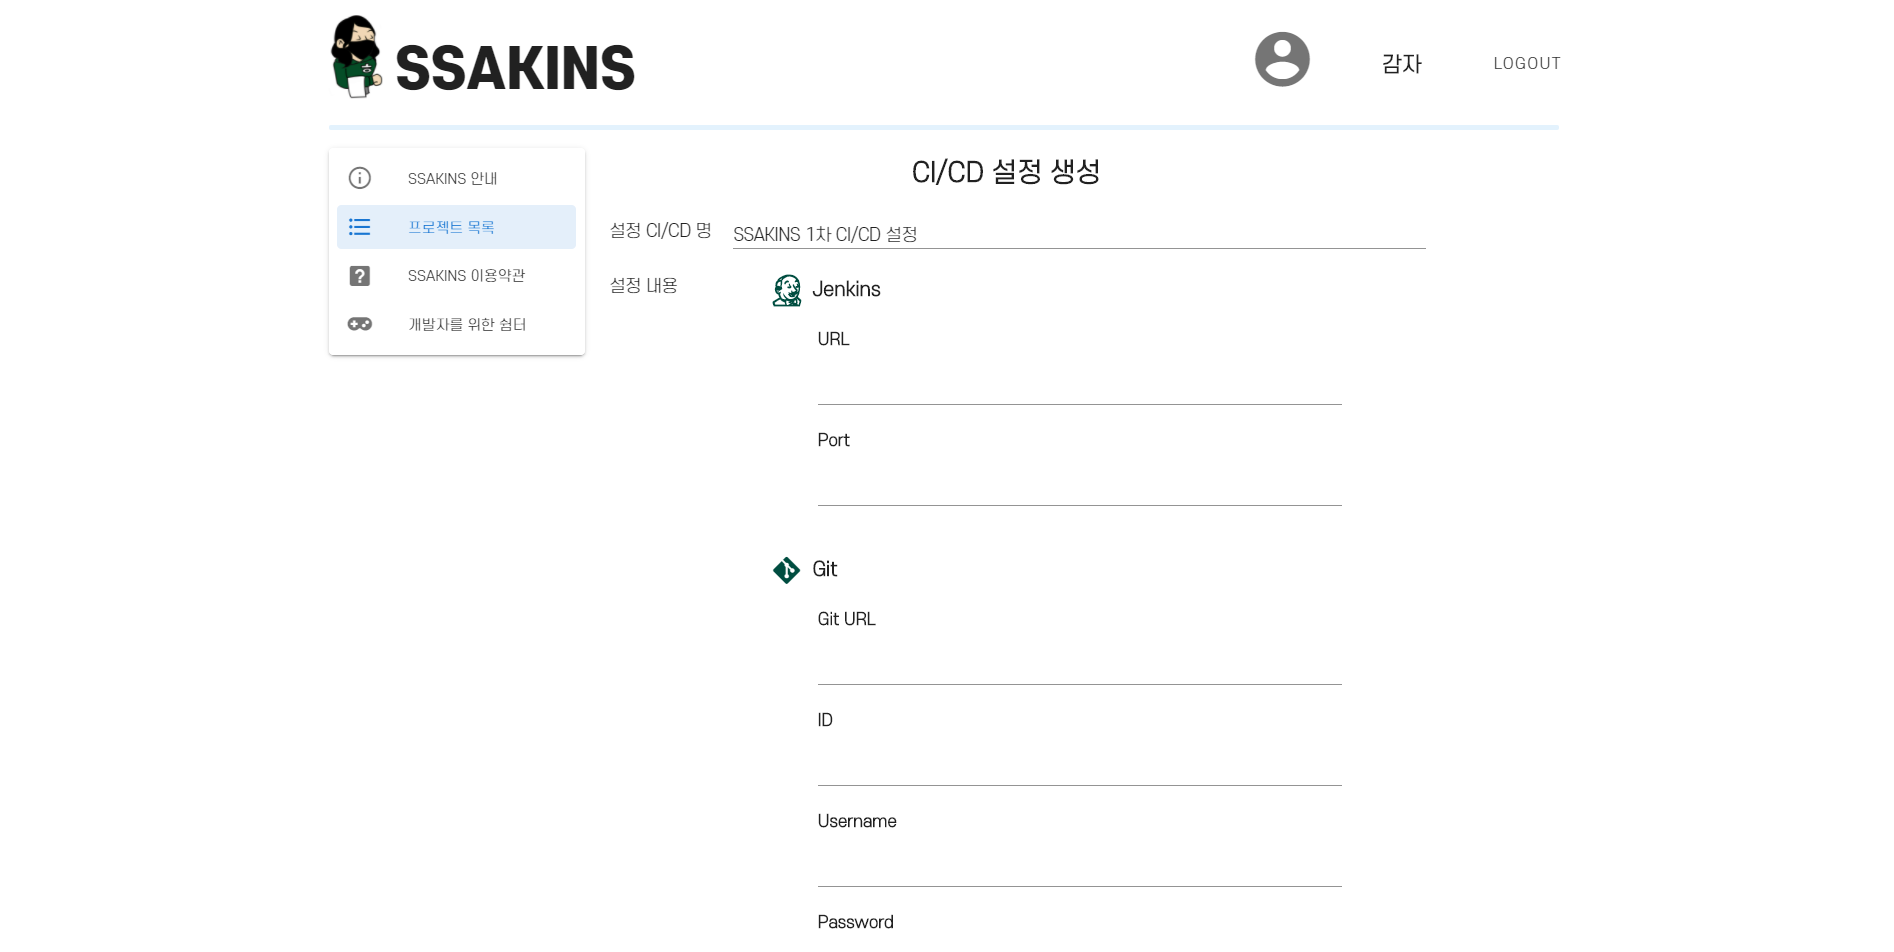 SSAKINS
감자
LOGOUT
SSAKINS 안내
프로젝트 목록
SSAKINS 이용약관
개발자를 위한 쉼터
CI/CD 설정 생성
설정 CI/CD 명
SSAKINS 1차 CI/CD 설정
설정 내용
Jenkins
URL
Port
Git
Git URL
ID
Username
Password